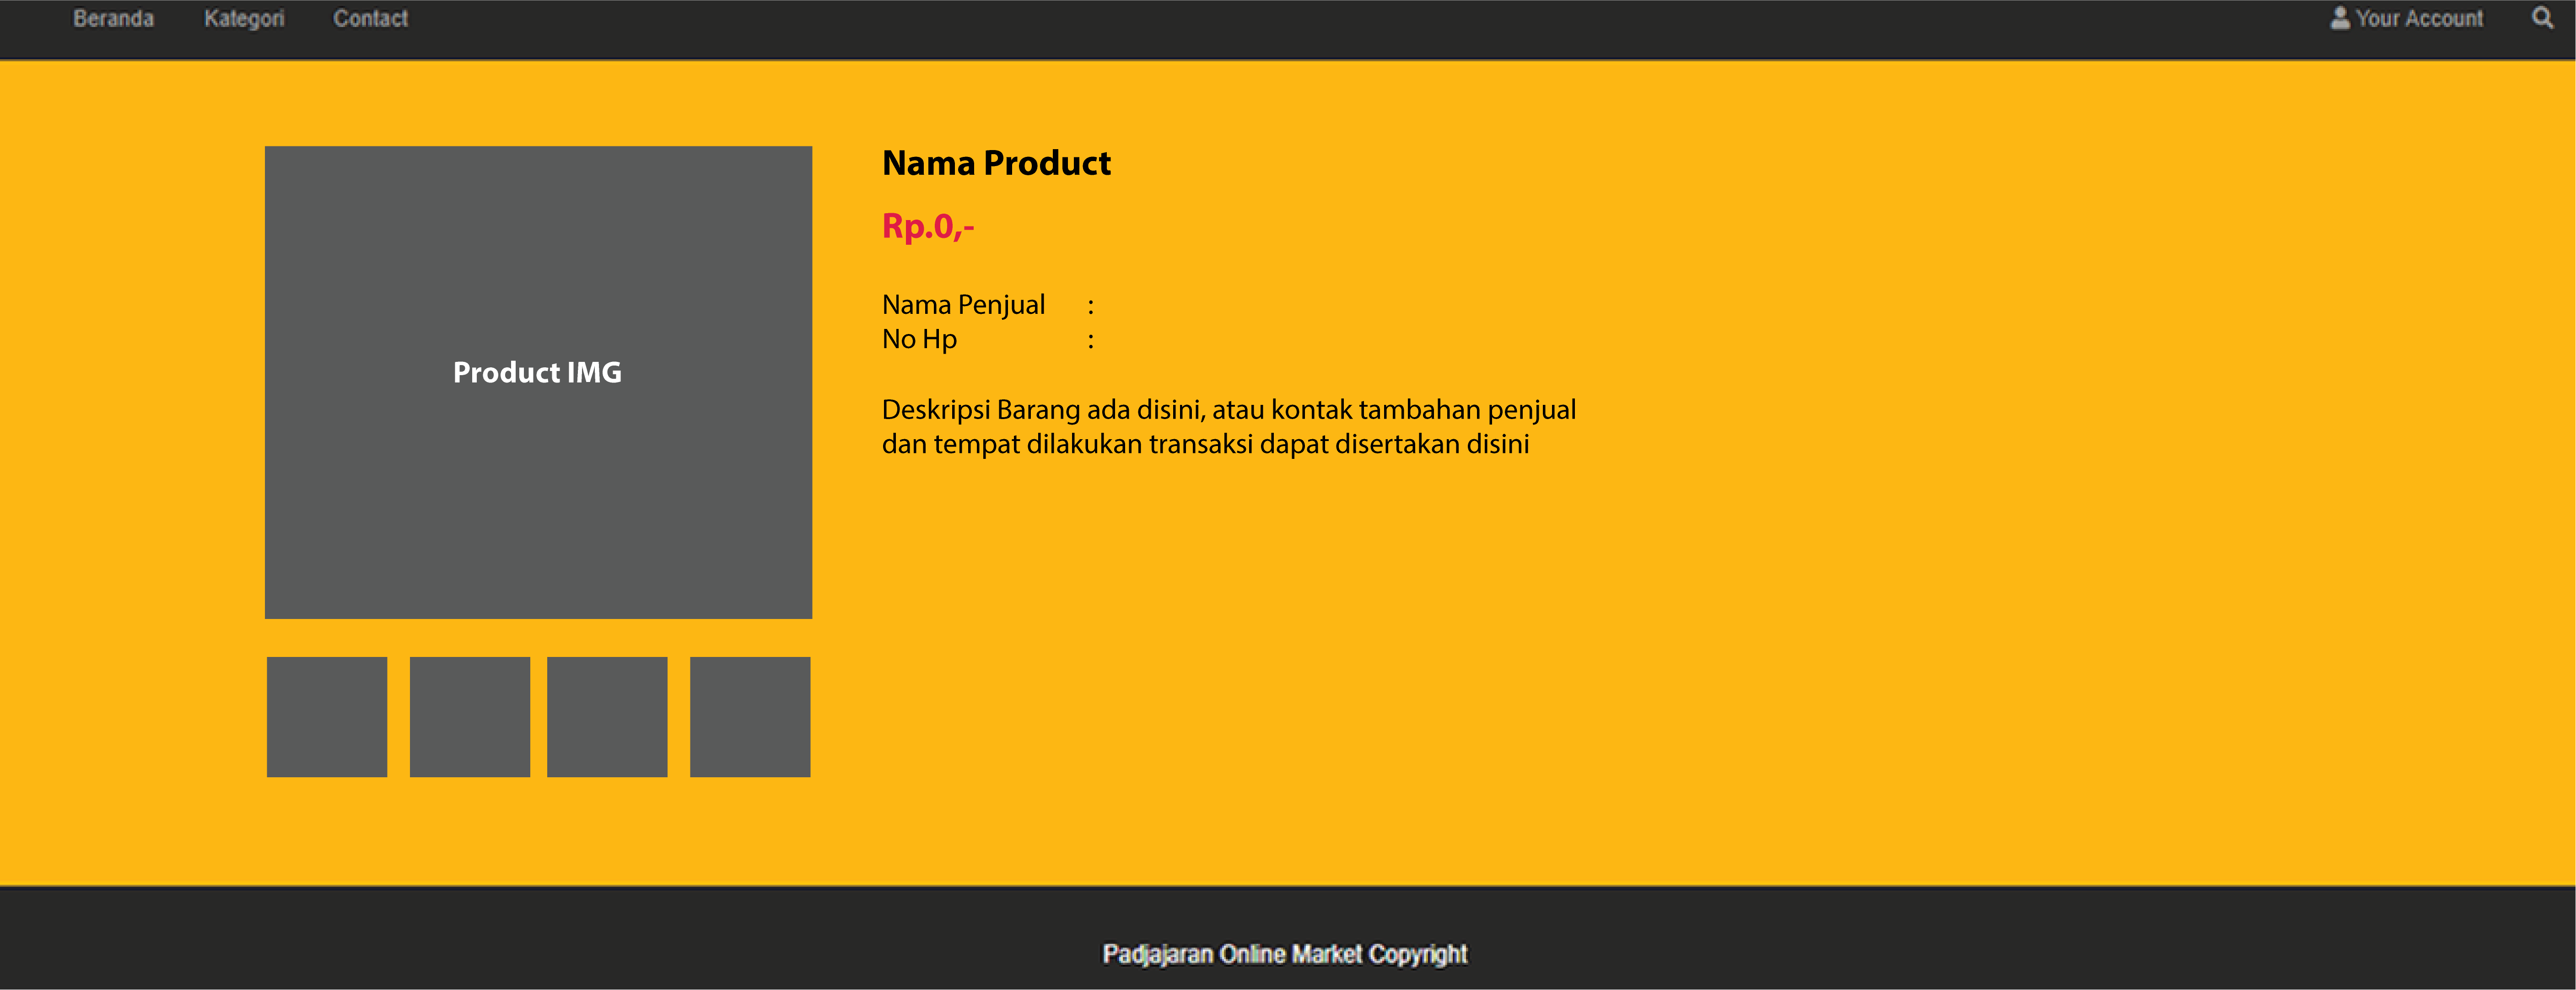 Beranda Kategori Contact Your Account
Nama Product
Rp.0,-
Nama Penjual :
No Hp :
Product IMG
Deskripsi Barang ada disini, atau kontak tambahan penjual
dan tempat dilakukan transaksi dapat disertakan disini
Padjajaran Online Market Copyright